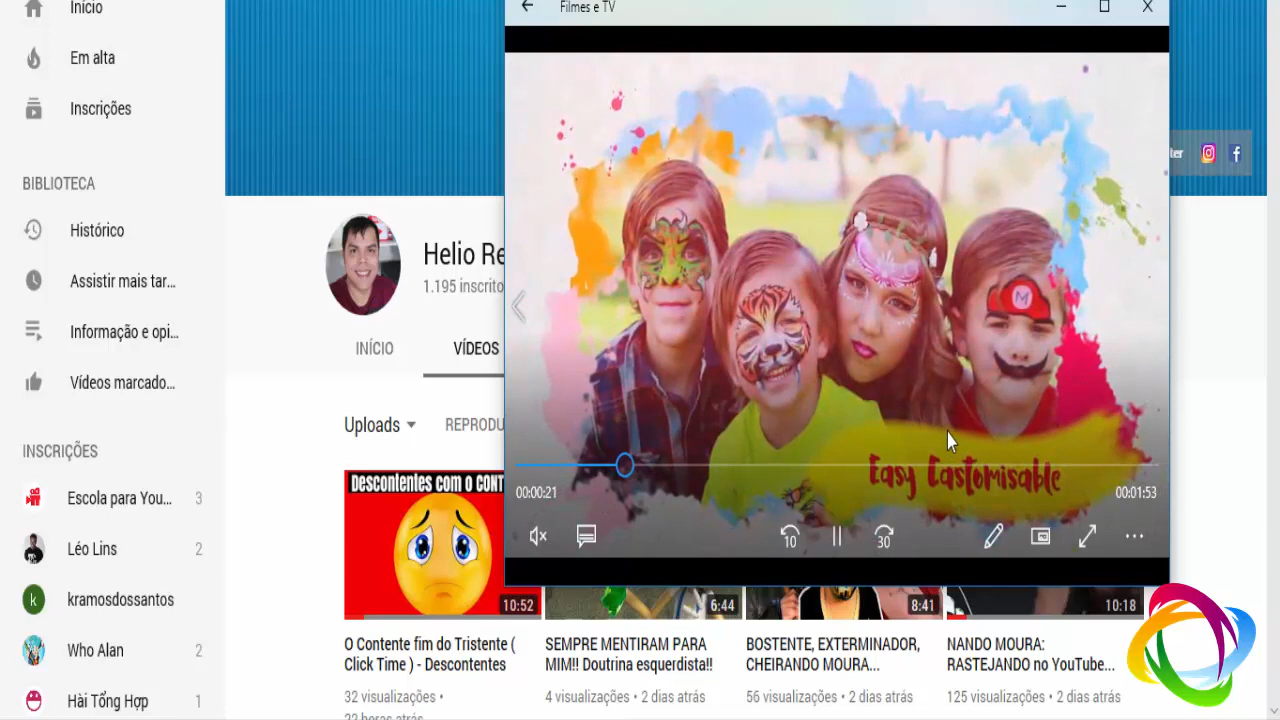 Início
Em alta
Inscrições
BIBLIOTECA
Histórico
Assistir mais tar...
Informação e opi...
Vídeos marcado...
INSCRIÇÕES
Escola para You... 3
Léo Lins 2
kramosdossantos
Who Alan 2
Hài Tổng Hợp 1
Helio Re
1.195 inscrito
INÍCIO VÍDEOS
Uploads REPRODU
Filmes e TV
M
Easy Castomisable
00:00:21 00:01:53
10 30
ter
Descontentes com o CONT
10:52 6:44 8:41 10:18
O Contente fim do Tristente (
Click Time ) - Descontentes
32 visualizações •
22 horas atrás
SEMPRE MENTIRAM PARA
MIM!! Doutrina esquerdista!!
4 visualizações • 2 dias atrás
BOSTENTE, EXTERMINADOR,
CHEIRANDO MOURA...
56 visualizações • 2 dias atrás
NANDO MOURA:
RASTEJANDO no YouTube...
125 visualizações • 2 dias atrás